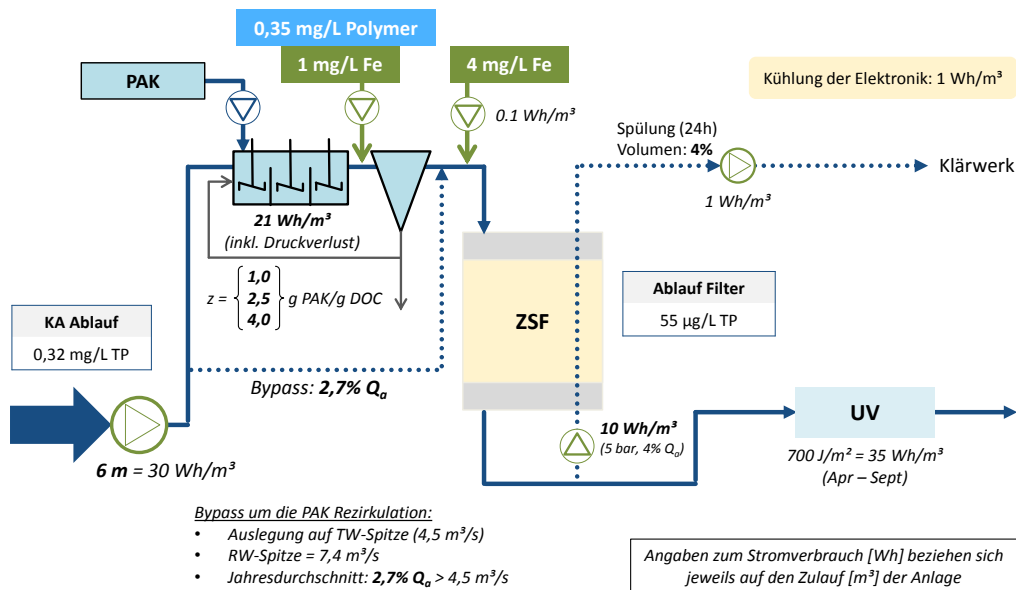 0,35 mg/L Polymer
1 mg/L Fe
4 mg/L Fe
PAK
0.1 Wh/m³
Kühlung der Elektronik: 1 Wh/m³
Spülung (24h)
Volumen: 4%
Klärwerk
1 Wh/m³
21 Wh/m³
(inkl. Druckverlust)
z = { 1,0
2,5
4,0 } g PAK/g DOC
KA Ablauf
0,32 mg/L TP
ZSF
Ablauf Filter
55 µg/L TP
Bypass: 2,7% Qa
6 m = 30 Wh/m³
10 Wh/m³
(5 bar, 4% Qa)
UV
700 J/m² = 35 Wh/m³
(Apr – Sept)
Bypass um die PAK Rezirkulation:
• Auslegung auf TW-Spitze (4,5 m³/s)
• RW-Spitze = 7,4 m³/s
• Jahresdurchschnitt: 2,7% Qa > 4,5 m³/s
Angaben zum Stromverbrauch [Wh] beziehen sich
jeweils auf den Zulauf [m³] der Anlage